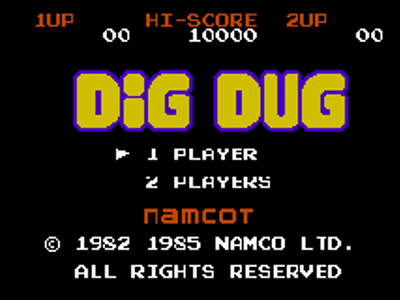 1UP HI-SCORE 2UP
00 10000 00
DiG DUG
1 PLAYER
2 PLAYERS
namcot
© 1982 1985 NAMCO LTD.
ALL RIGHTS RESERVED